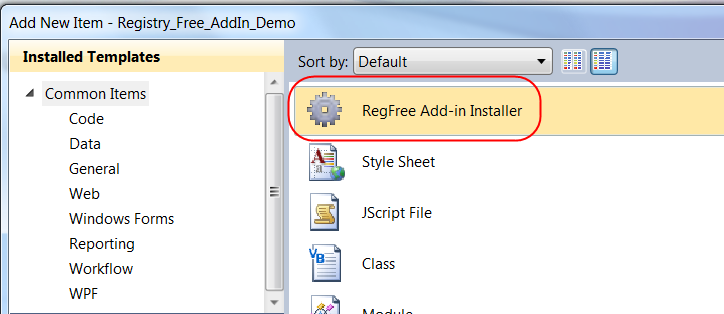 Add New Item - Registry_Free_AddIn_Demo
Installed Templates
Common Items
Code
Data
General
Web
Windows Forms
Reporting
Workflow
WPF
Sort by: Default
RegFree Add-in Installer
Style Sheet
JScript File
Class
Module